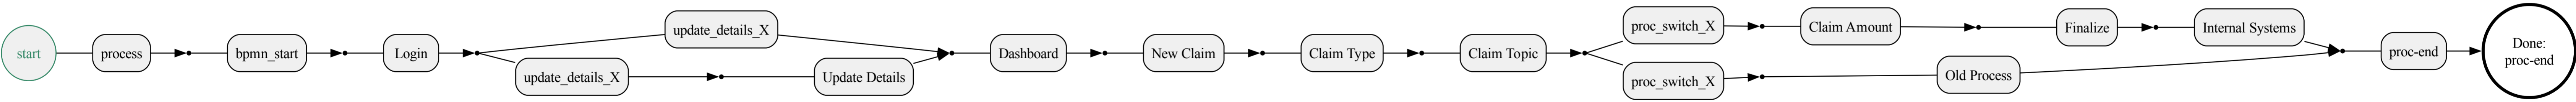 start
process
bpmn_start
Login
update_details_X
update_details_X
Update Details
Dashboard
New Claim
Claim Type
Claim Topic
proc_switch_X
Claim Amount
Finalize
Internal Systems
proc_switch_X
Old Process
proc-end
Done:
proc-end